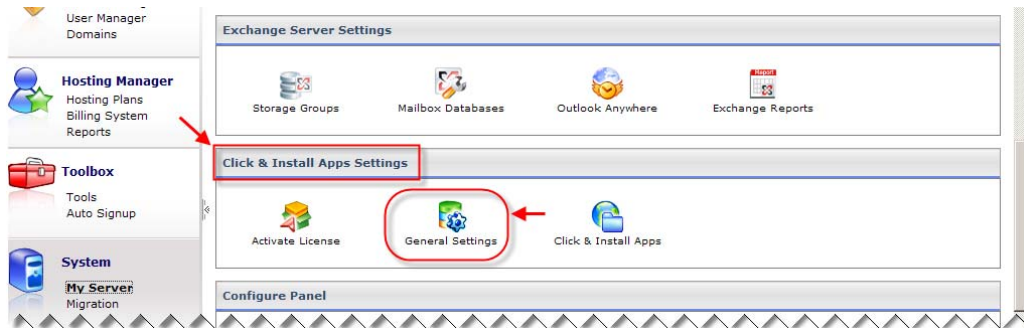 User Manager
Domains
Hosting Manager
Hosting Plans
Billing System
Reports
Toolbox
Tools
Auto Signup
System
My Server
Migration
Exchange Server Settings
Storage Groups
Mailbox Databases
Outlook Anywhere
Report
Exchange Reports
Click & Install Apps Settings
Activate License
General Settings
Click & Install Apps
Configure Panel